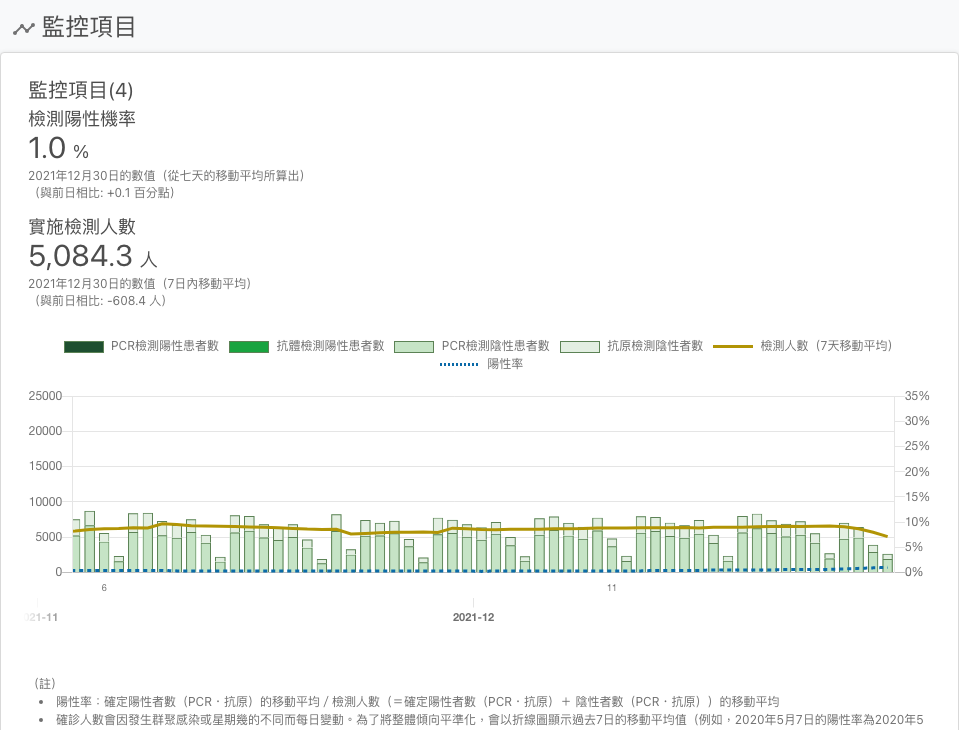 監控項目
監控項目(4)
檢測陽性機率
1.0 %
2021年12月30日的數值（從七天的移動平均所算出）
（與前日相比: +0.1 百分點）
實施檢測人數
5,084.3 人
2021年12月30日的數值（7日內移動平均）
（與前日相比: -608.4 人）
PCR檢測陽性患者數 抗體檢測陽性患者數 PCR檢測陰性患者數 抗原檢測陰性者數 檢測人數（7天移動平均）
陽性率
25000 35%
30%
20000
25%
15000 20%
10000 15%
10%
5000
5%
0 0%
6 11
21-11 2021-12
（註）
• 陽性率：確定陽性者數（PCR・抗原）的移動平均 / 檢測人數（＝確定陽性者數（PCR・抗原）＋ 陰性者數（PCR・抗原））的移動平均
• 確診人數會因發生群聚感染或星期幾的不同而每日變動。為了將整體傾向平準化，會以折線圖顯示過去7日的移動平均值（例如，2020年5月7日的陽性率為2020年5